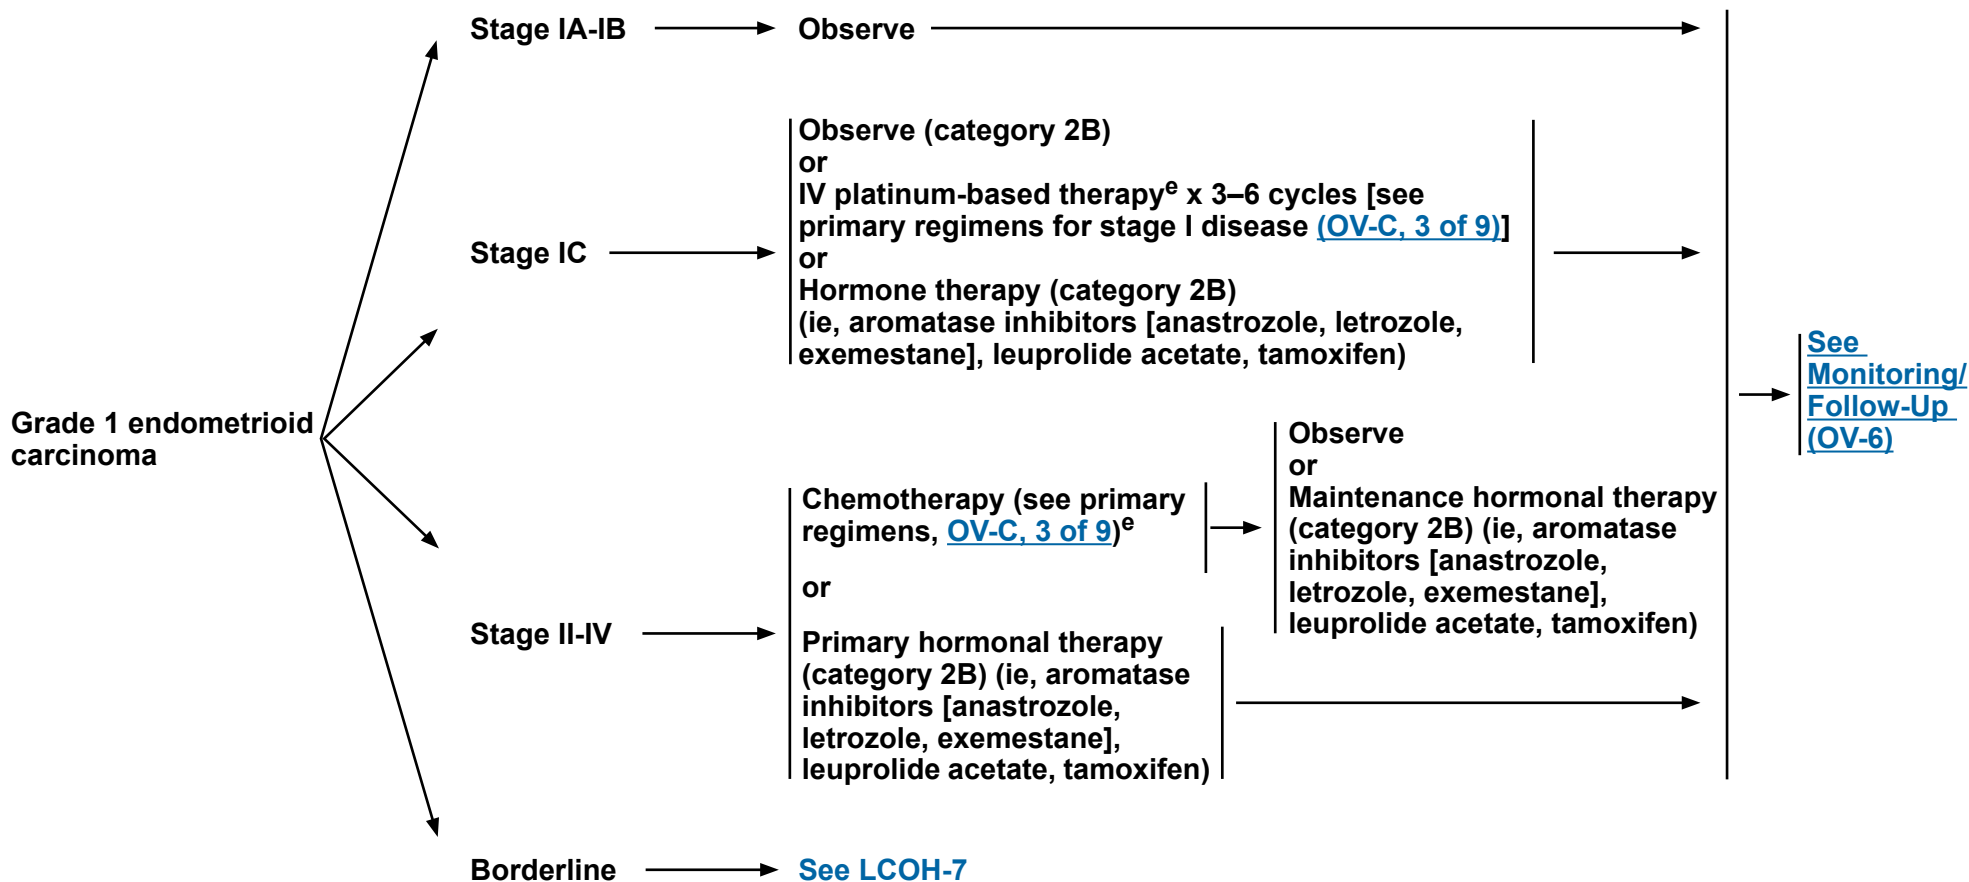 Grade 1 endometrioid
carcinoma
Stage IA-IB
Observe
Stage IC
Observe (category 2B)
or
IV platinum-based therapyᵉ x 3–6 cycles [see
primary regimens for stage I disease (OV-C, 3 of 9)]
or
Hormone therapy (category 2B)
(ie, aromatase inhibitors [anastrozole, letrozole,
exemestane], leuprolide acetate, tamoxifen)
Stage II-IV
Chemotherapy (see primary
regimens, OV-C, 3 of 9)ᵉ
or
Primary hormonal therapy
(category 2B) (ie, aromatase
inhibitors [anastrozole,
letrozole, exemestane],
leuprolide acetate, tamoxifen)
Observe
or
Maintenance hormonal therapy
(category 2B) (ie, aromatase
inhibitors [anastrozole,
letrozole, exemestane],
leuprolide acetate, tamoxifen)
Borderline
See LCOH-7
See
Monitoring/
Follow-Up
(OV-6)